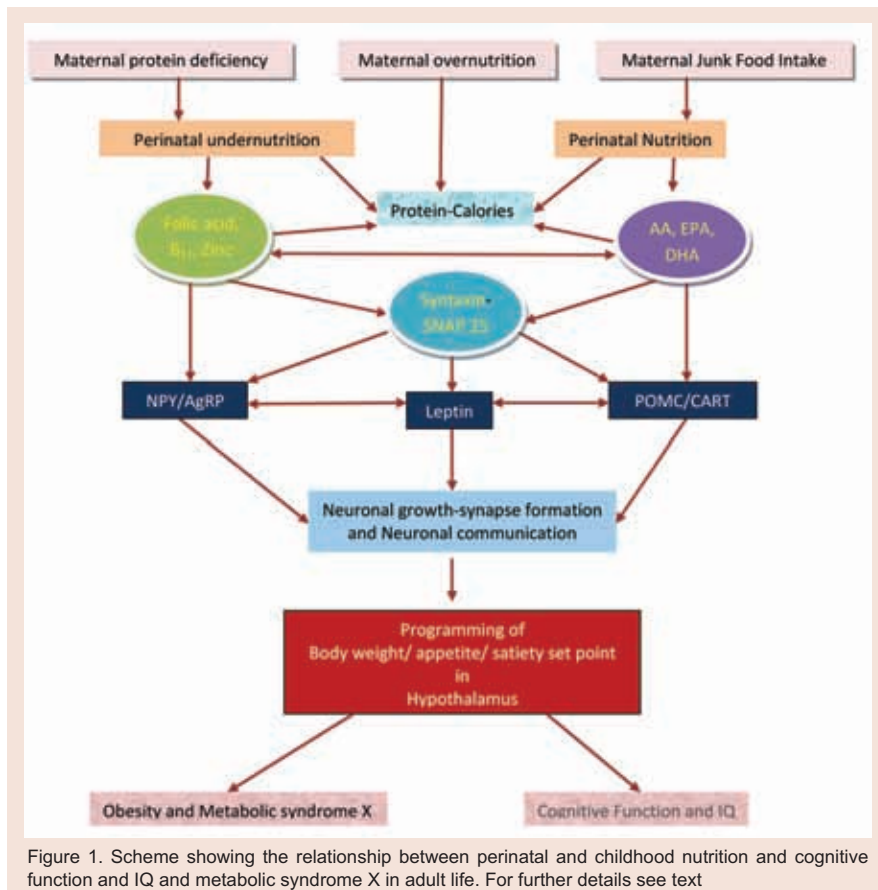 Maternal protein deficiency
Maternal overnutrition
Maternal Junk Food Intake
Perinatal undernutrition
Perinatal Nutrition
Protein-Calories
Folic acid,
B₁₂, Zinc
AA, EPA,
DHA
Syntaxin-
SNAP 25
NPY/AgRP
Leptin
POMC/CART
Neuronal growth-synapse formation
and Neuronal communication
Programming of
Body weight/ appetite/ satiety set point
in
Hypothalamus
Obesity and Metabolic syndrome X
Cognitive Function and IQ
Figure 1. Scheme showing the relationship between perinatal and childhood nutrition and cognitive
function and IQ and metabolic syndrome X in adult life. For further details see text